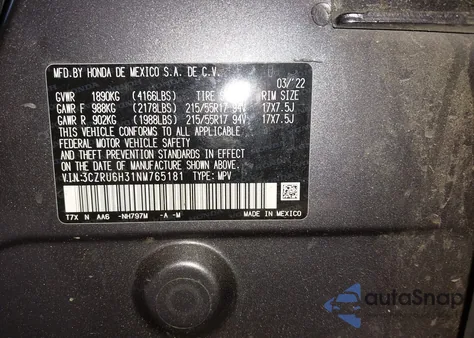 MFD.BY HONDA DE MEXICO S.A. DE C.V. 03/'22
GVWR 1890KG (4166LBS) TIRE RIM SIZE
GAWR F 988KG (2178LBS) 215/55R17 94V 17X7.5J
GAWR R 902KG (1988LBS) 215/55R17 94V 17X7.5J
THIS VEHICLE CONFORMS TO ALL APPLICABLE
FEDERAL MOTOR VEHICLE SAFETY
STANDARDS IN EFFECT
ON THE DATE OF MANUFACTURE SHOWN ABOVE.
V.I.N:3CZRU6H31NM765181 TYPE: MPV
T7X N AA6 -NH797M -A -M MADE IN MEXICO
autoSnap